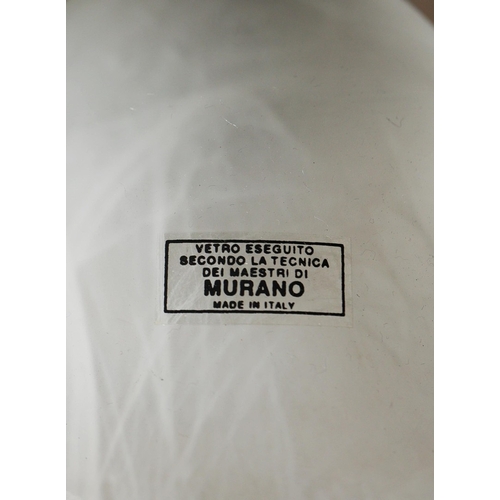 VETRO ESEGUITO
SECONDO LA TECNICA
DEI MAESTRI DI
MURANO
MADE IN ITALY